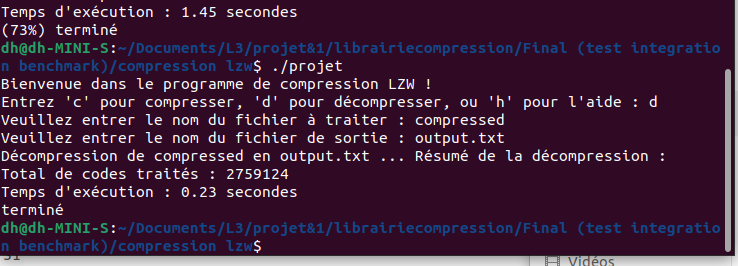 Temps d'exécution : 1.45 secondes
(73%) terminé
dh@dh-MINI-S:~/Documents/L3/projet&1/librairiecompression/Final (test integratio
n benchmark)/compression lzw$ ./projet
Bienvenue dans le programme de compression LZW !
Entrez 'c' pour compresser, 'd' pour décompresser, ou 'h' pour l'aide : d
Veuillez entrer le nom du fichier à traiter : compressed
Veuillez entrer le nom du fichier de sortie : output.txt
Décompression de compressed en output.txt ... Résumé de la décompression :
Total de codes traités : 2759124
Temps d'exécution : 0.23 secondes
terminé
dh@dh-MINI-S:~/Documents/L3/projet&1/librairiecompression/Final (test integratio
n benchmark)/compression lzw$
Vidéos